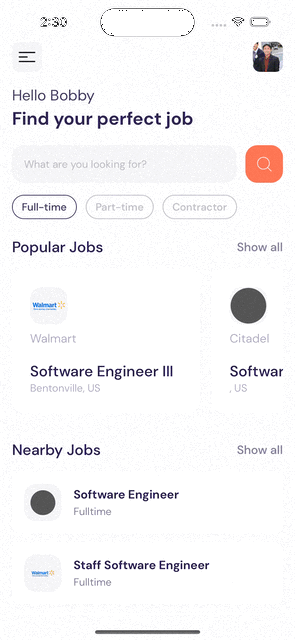 2:30
Hello Bobby
Find your perfect job
What are you looking for?
Full-time
Part-time
Contractor
Popular Jobs
Show all
Walmart
Walmart
Software Engineer III
Bentonville, US
Citadel
Softwar
, US
Nearby Jobs
Show all
Software Engineer
Fulltime
Walmart
Staff Software Engineer
Fulltime